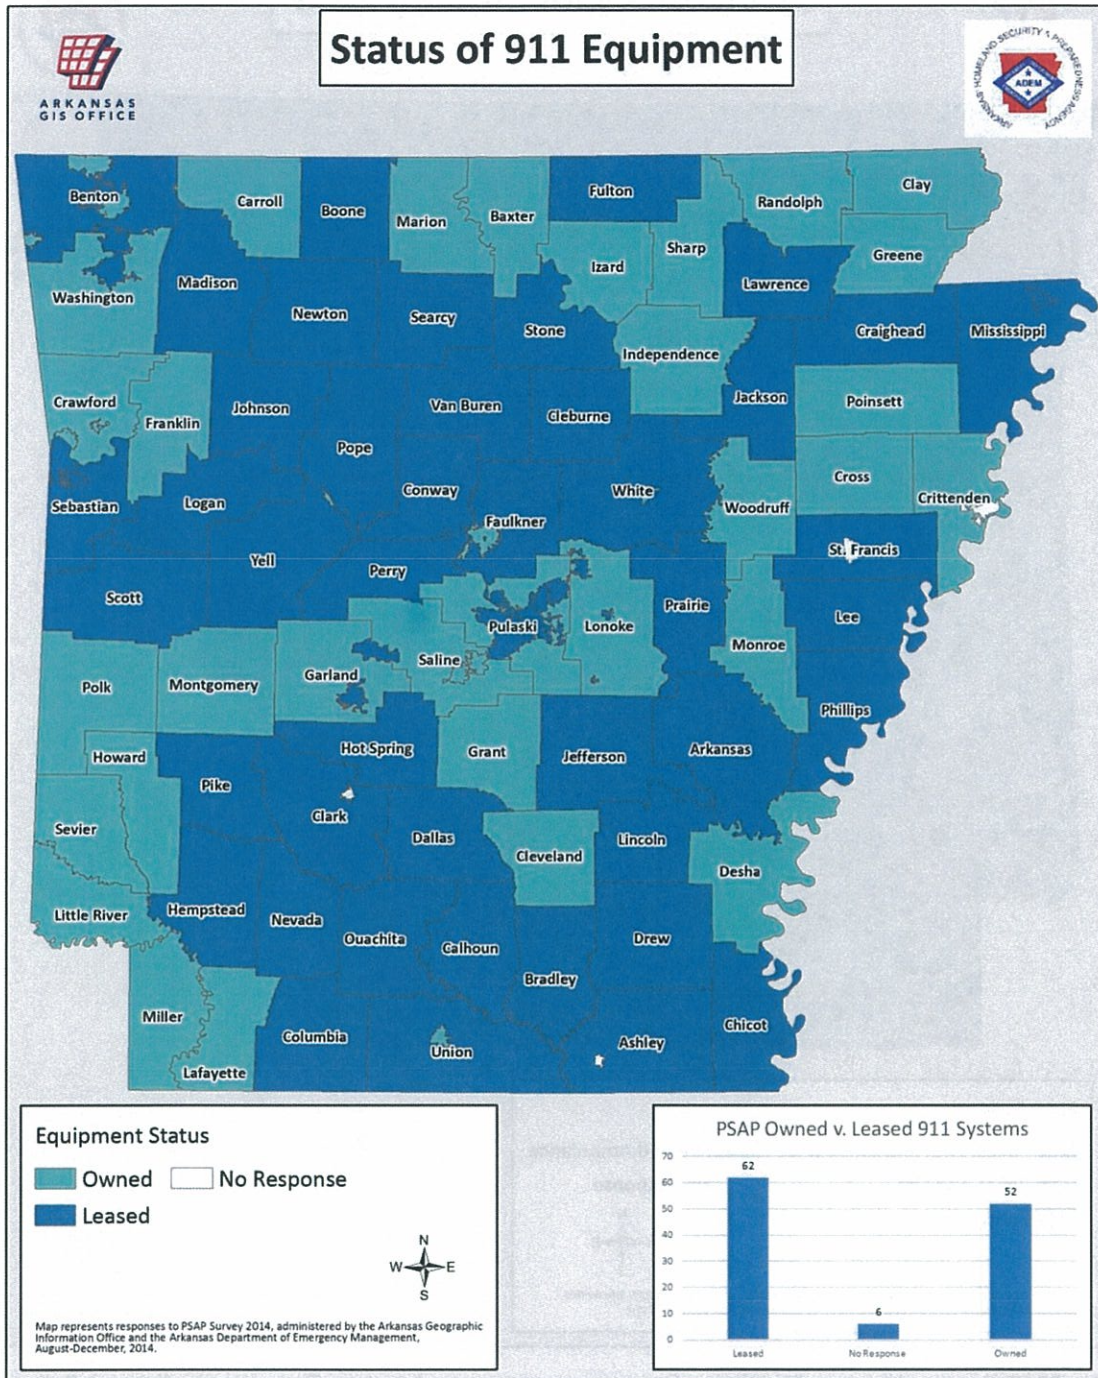 Status of 911 Equipment
ARKANSAS
GIS OFFICE
ARKANSAS' HOMELAND SECURITY & PREPAREDNESS AGENCY
ADEM
Benton
Carroll
Boone
Marion
Baxter
Fulton
Randolph
Clay
Sharp
Izard
Greene
Washington
Madison
Newton
Searcy
Stone
Lawrence
Independence
Craighead
Mississippi
Crawford
Franklin
Johnson
Van Buren
Cleburne
Jackson
Poinsett
Pope
Sebastian
Logan
Conway
White
Cross
Crittenden
Woodruff
Faulkner
St. Francis
Yell
Perry
Scott
Pulaski
Lonoke
Prairie
Lee
Monroe
Polk
Montgomery
Garland
Saline
Phillips
Howard
Hot Spring
Grant
Jefferson
Arkansas
Pike
Clark
Dallas
Sevier
Cleveland
Lincoln
Desha
Little River
Hempstead
Nevada
Ouachita
Calhoun
Drew
Bradley
Miller
Columbia
Union
Ashley
Chicot
Lafayette
Equipment Status
Owned No Response
Leased
N
W E
S
Map represents responses to PSAP Survey 2014, administered by the Arkansas Geographic
Information Office and the Arkansas Department of Emergency Management,
August-December, 2014.
PSAP Owned v. Leased 911 Systems
70
60
50
40
30
20
10
0
62
6
52
Leased No Response Owned